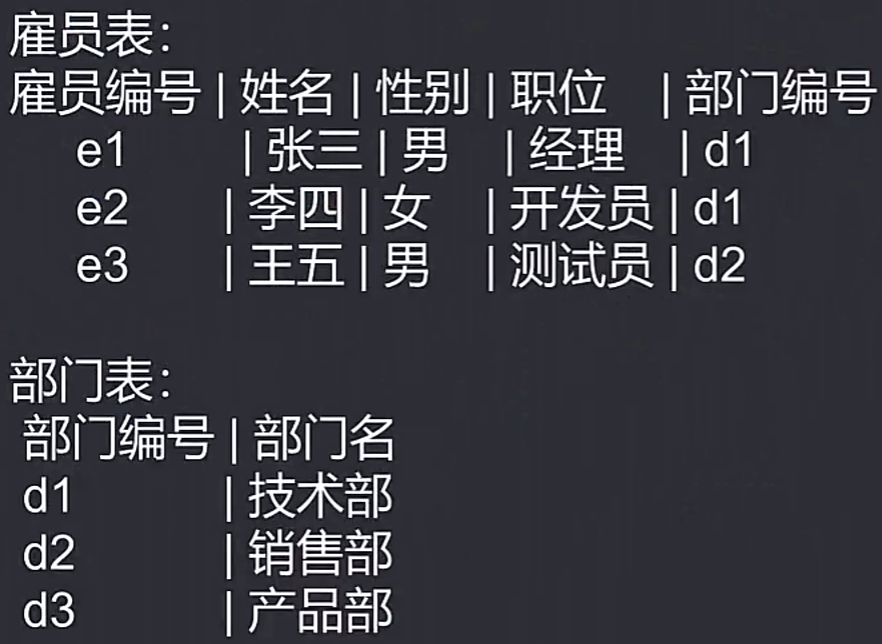 雇员表：
雇员编号 | 姓名 | 性别 | 职位 | 部门编号
e1 | 张三 | 男 | 经理 | d1
e2 | 李四 | 女 | 开发员 | d1
e3 | 王五 | 男 | 测试员 | d2
部门表：
部门编号 | 部门名
d1 | 技术部
d2 | 销售部
d3 | 产品部